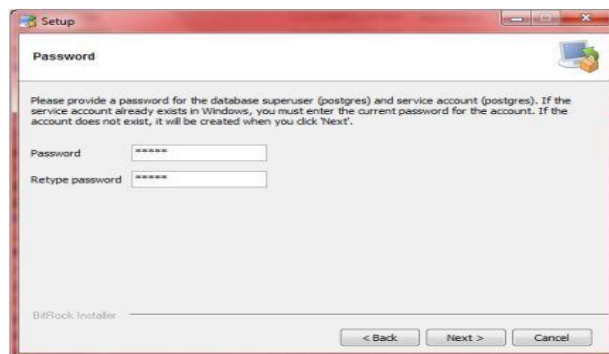 Setup
Password
Please provide a password for the database superuser (postgres) and service account (postgres). If the
service account already exists in Windows, you must enter the current password for the account. If the
account does not exist, it will be created when you click 'Next'.
Password *****
Retype password *****
BitRock Installer
< Back Next > Cancel